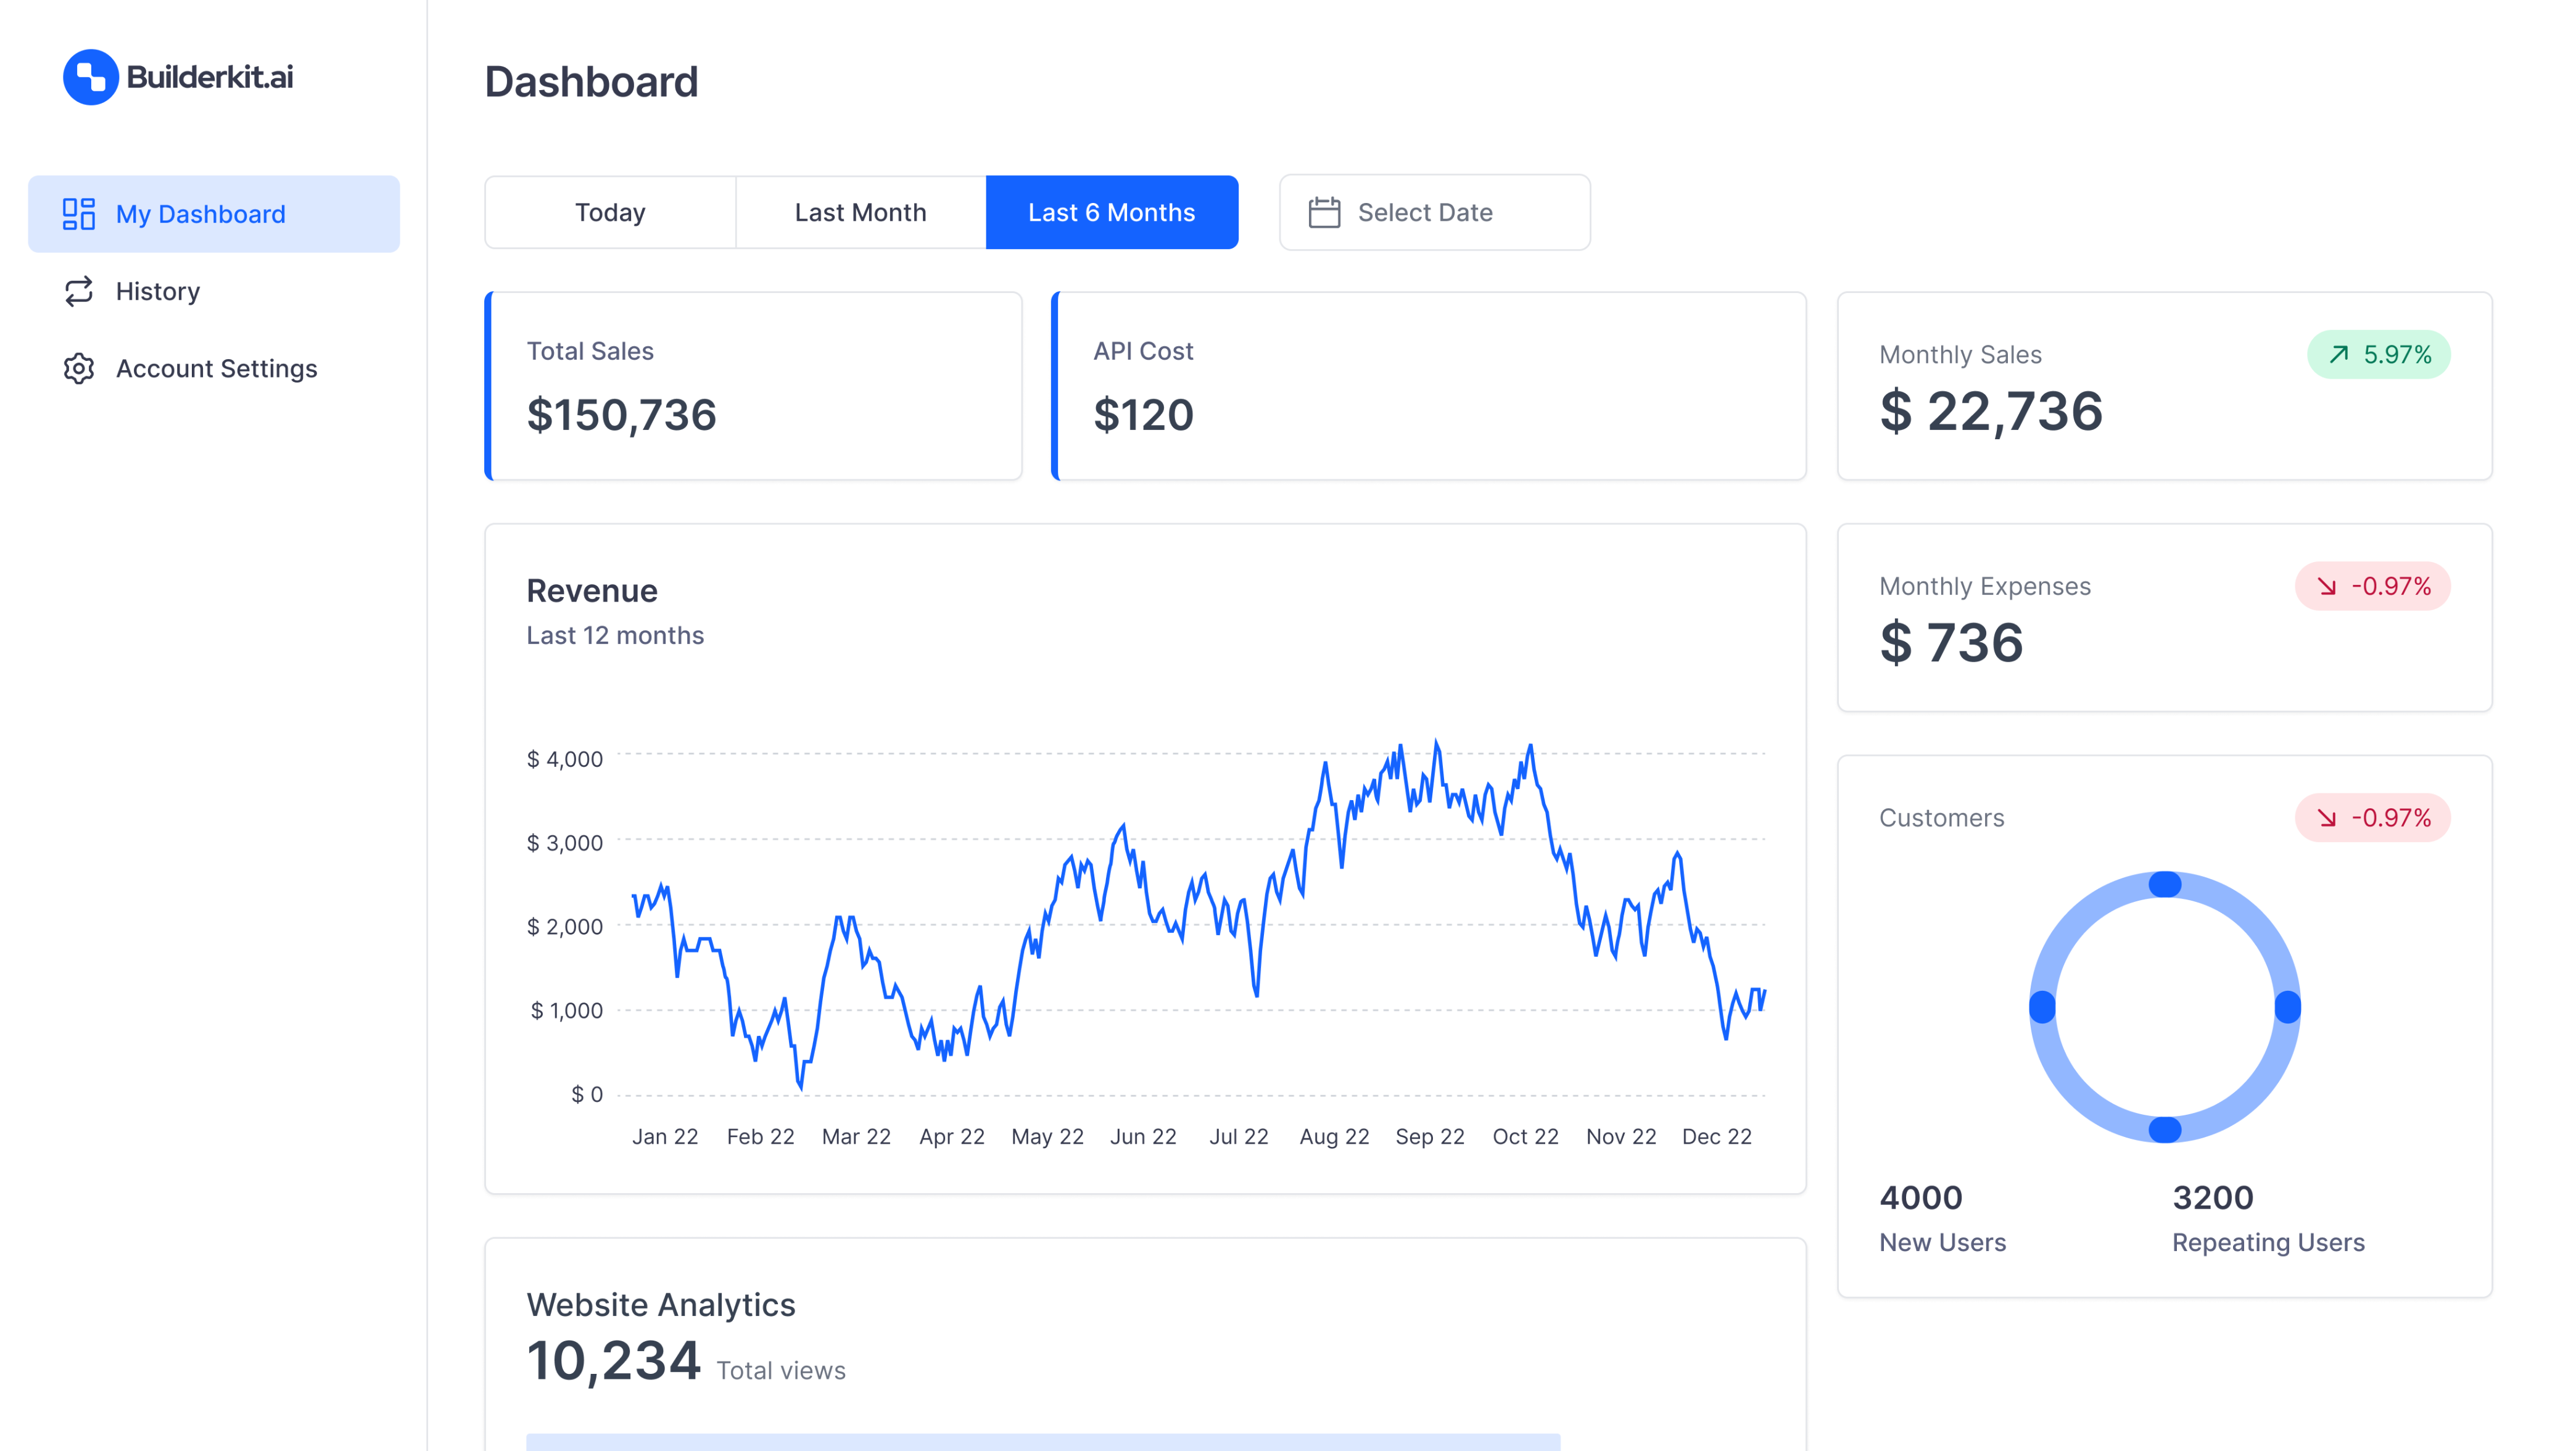 Builderkit.ai
My Dashboard
History
Account Settings
Dashboard
Today
Last Month
Last 6 Months
Select Date
Total Sales
$150,736
API Cost
$120
Monthly Sales
5.97%
$ 22,736
Revenue
Last 12 months
$ 4,000
$ 3,000
$ 2,000
$ 1,000
$ 0
Jan 22 Feb 22 Mar 22 Apr 22 May 22 Jun 22 Jul 22 Aug 22 Sep 22 Oct 22 Nov 22 Dec 22
Monthly Expenses
-0.97%
$ 736
Customers
-0.97%
4000
New Users
3200
Repeating Users
Website Analytics
10,234 Total views